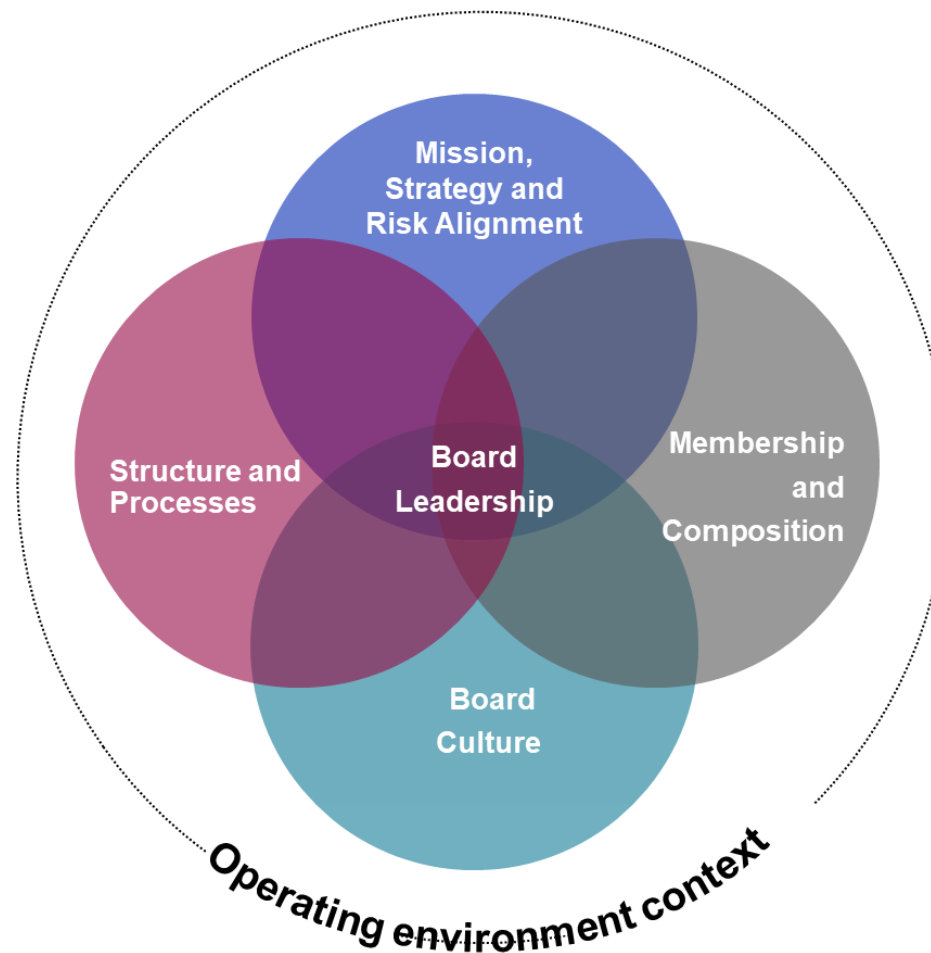 Mission,
Strategy and
Risk Alignment
Structure and
Processes
Board
Leadership
Membership
and
Composition
Board
Culture
Operating environment context